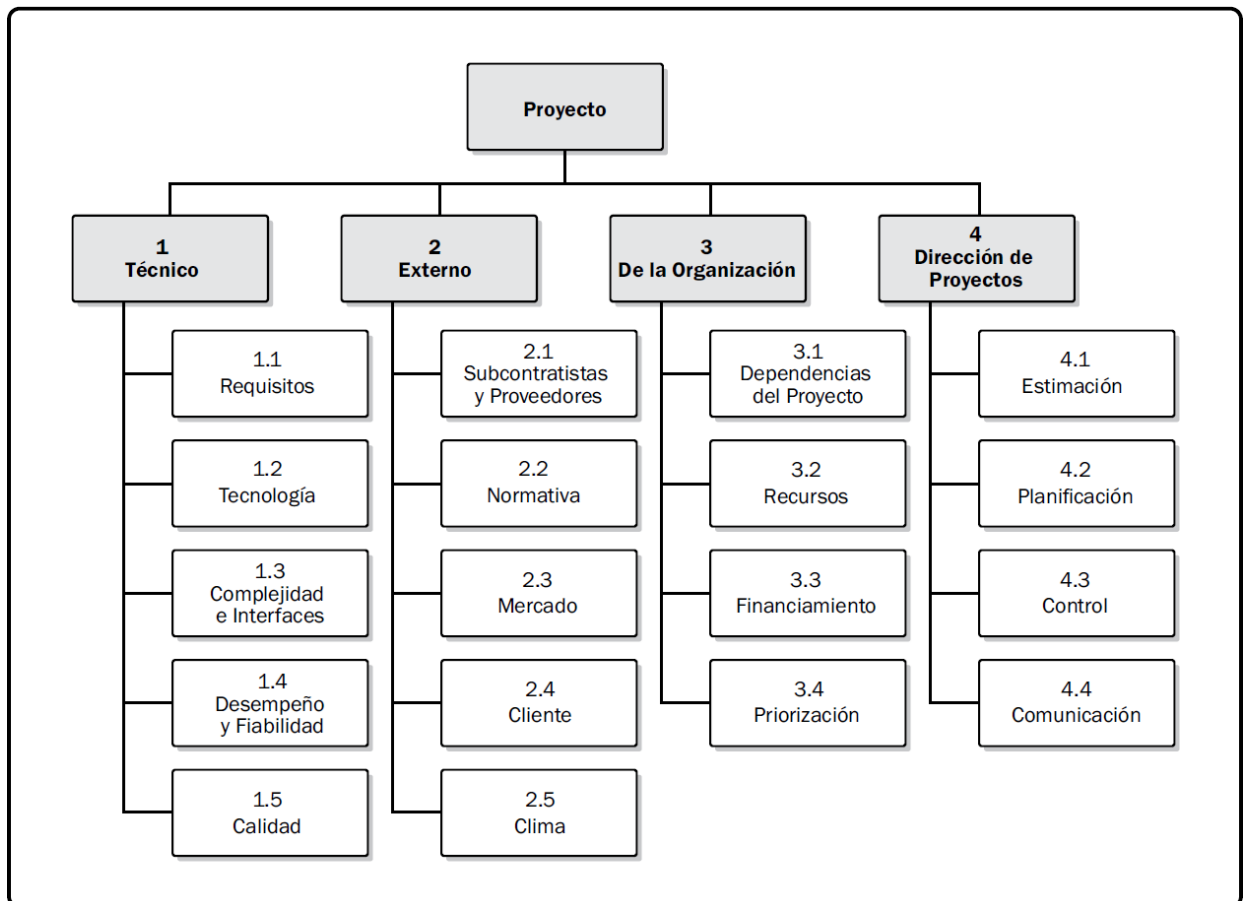 Proyecto
1
Técnico
2
Externo
3
De la Organización
4
Dirección de
Proyectos
1.1
Requisitos
1.2
Tecnología
1.3
Complejidad
e Interfaces
1.4
Desempeño
y Fiabilidad
1.5
Calidad
2.1
Subcontratistas
y Proveedores
2.2
Normativa
2.3
Mercado
2.4
Cliente
2.5
Clima
3.1
Dependencias
del Proyecto
3.2
Recursos
3.3
Financiamiento
3.4
Priorización
4.1
Estimación
4.2
Planificación
4.3
Control
4.4
Comunicación